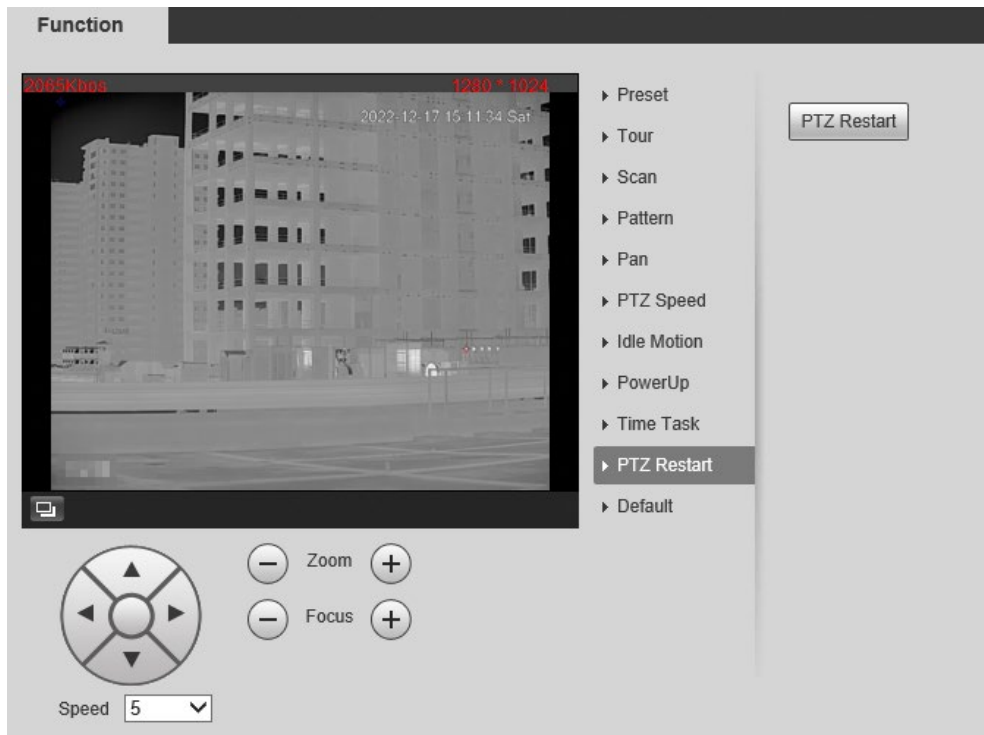 Function
2065Kbps 1280 * 1024
2022-12-17 15:11:34 Sat
Preset
Tour
Scan
Pattern
Pan
PTZ Speed
Idle Motion
PowerUp
Time Task
PTZ Restart
Default
PTZ Restart
Zoom
Focus
Speed 5